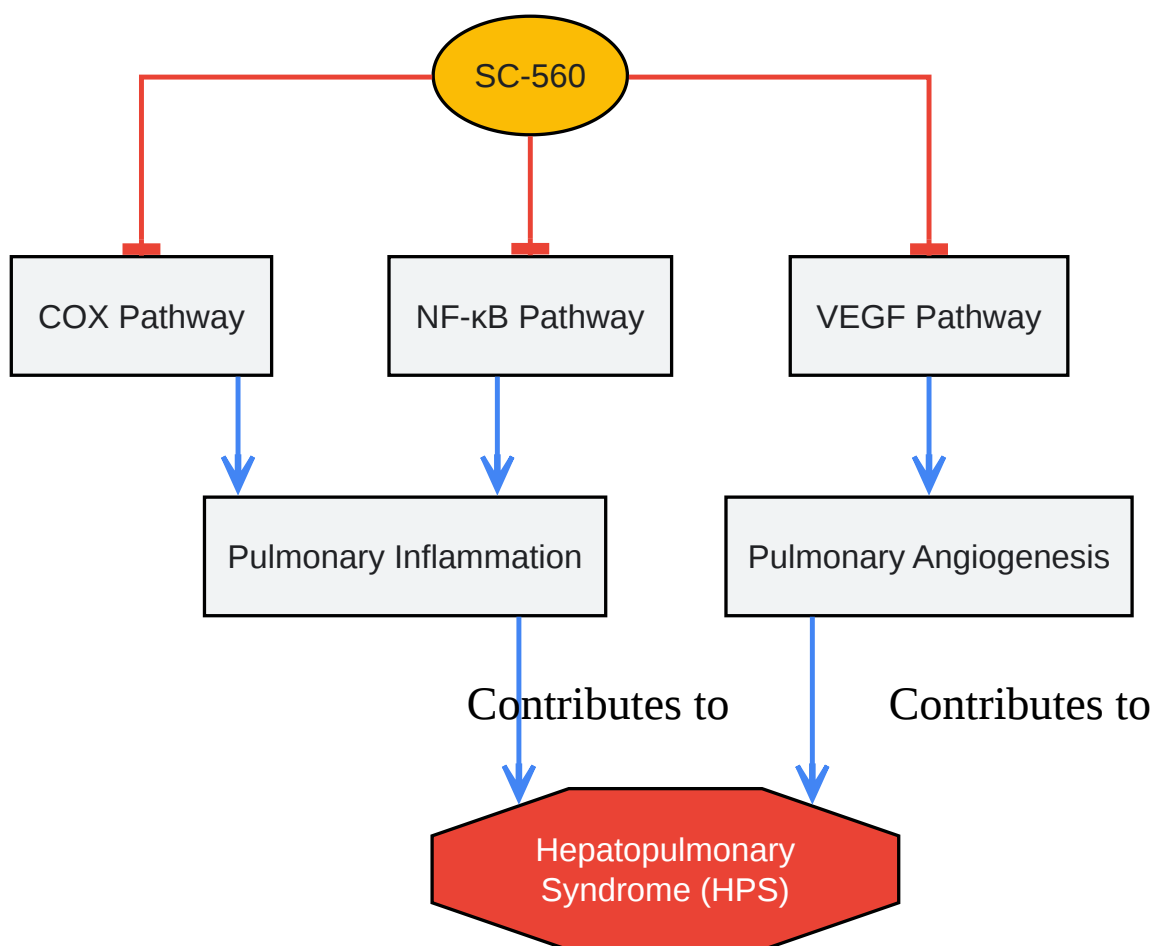 SC-560
COX Pathway
NF-κB Pathway
VEGF Pathway
Pulmonary Inflammation
Pulmonary Angiogenesis
Contributes to
Contributes to
Hepatopulmonary
Syndrome (HPS)